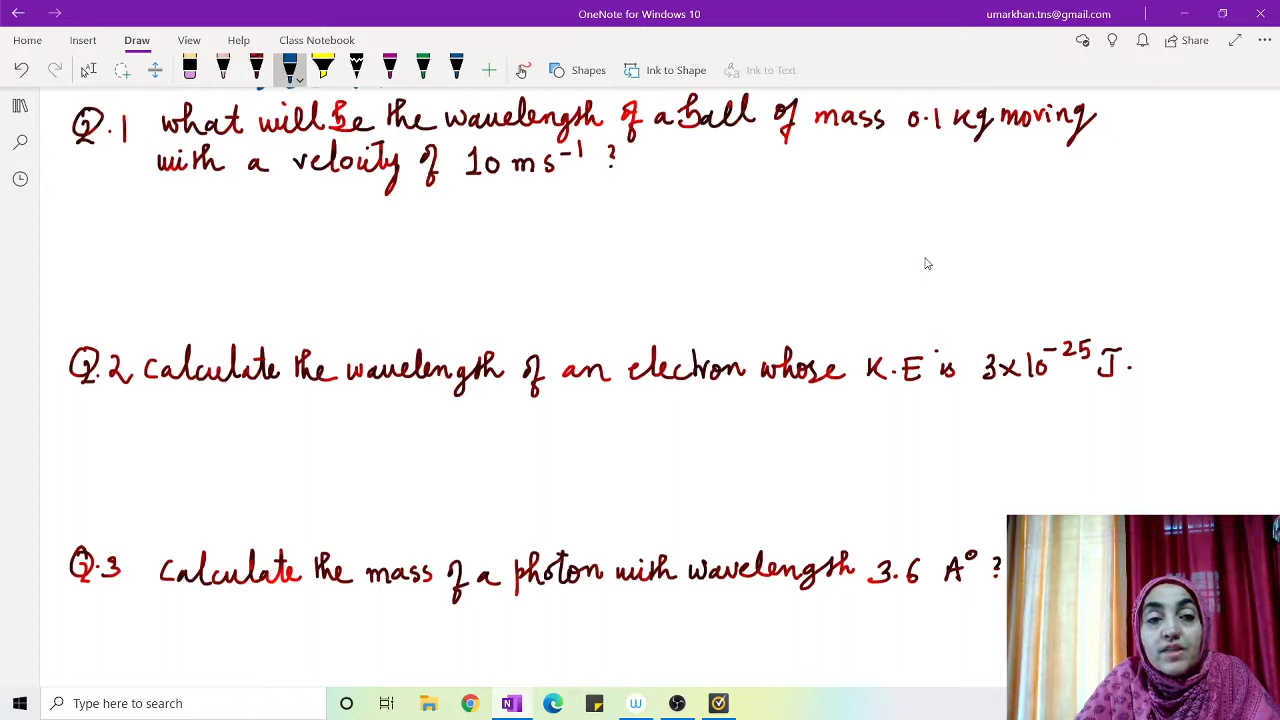 OneNote for Windows 10
umarkhan.tns@gmail.com
Home
Insert
Draw
View
Help
Class Notebook
Share
Shapes
Ink to Shape
Ink to Text
Q.1 what will be the wavelength of a ball of mass 0.1 kg moving
with a velocity of 10 m s⁻¹ ?
Q.2 Calculate the wavelength of an electron whose K.E is 3x10⁻²⁵ J.
Q.3 Calculate the mass of a photon with wavelength 3.6 A° ?
Type here to search